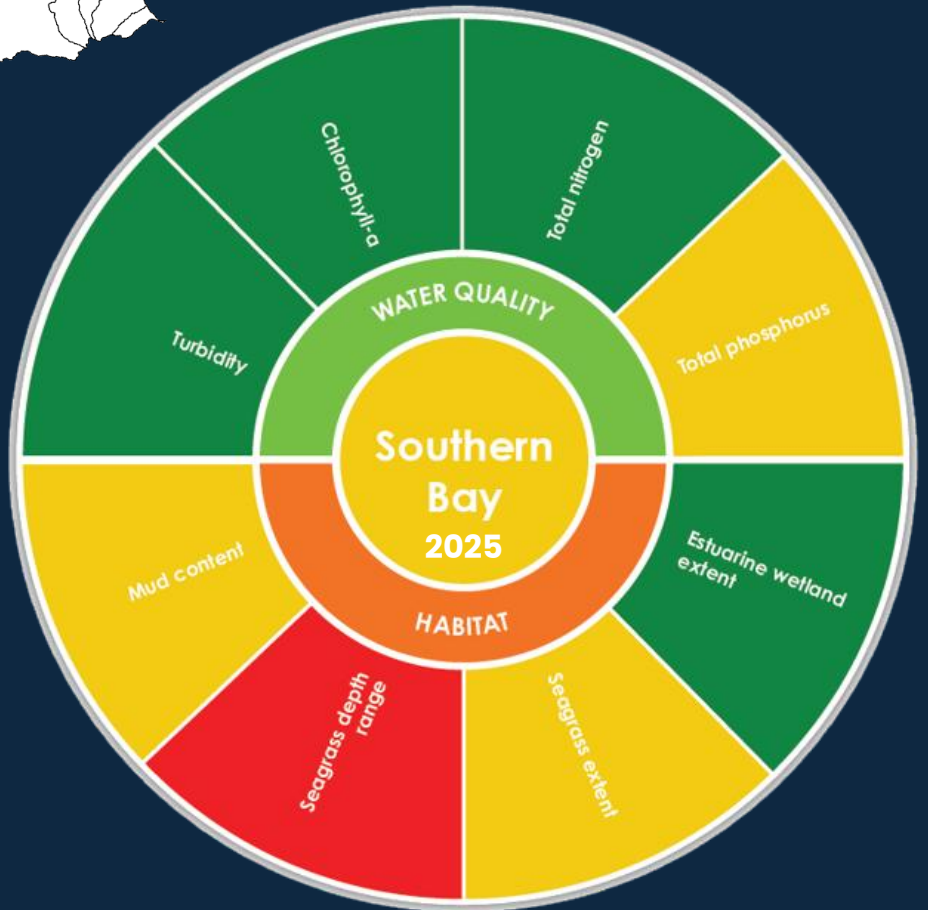 Chlorophyll-a
Total nitrogen
Turbidity
Total phosphorus
WATER QUALITY
Southern
Bay
2025
HABITAT
Mud content
Estuarine wetland
extent
Seagrass depth
range
Seagrass extent